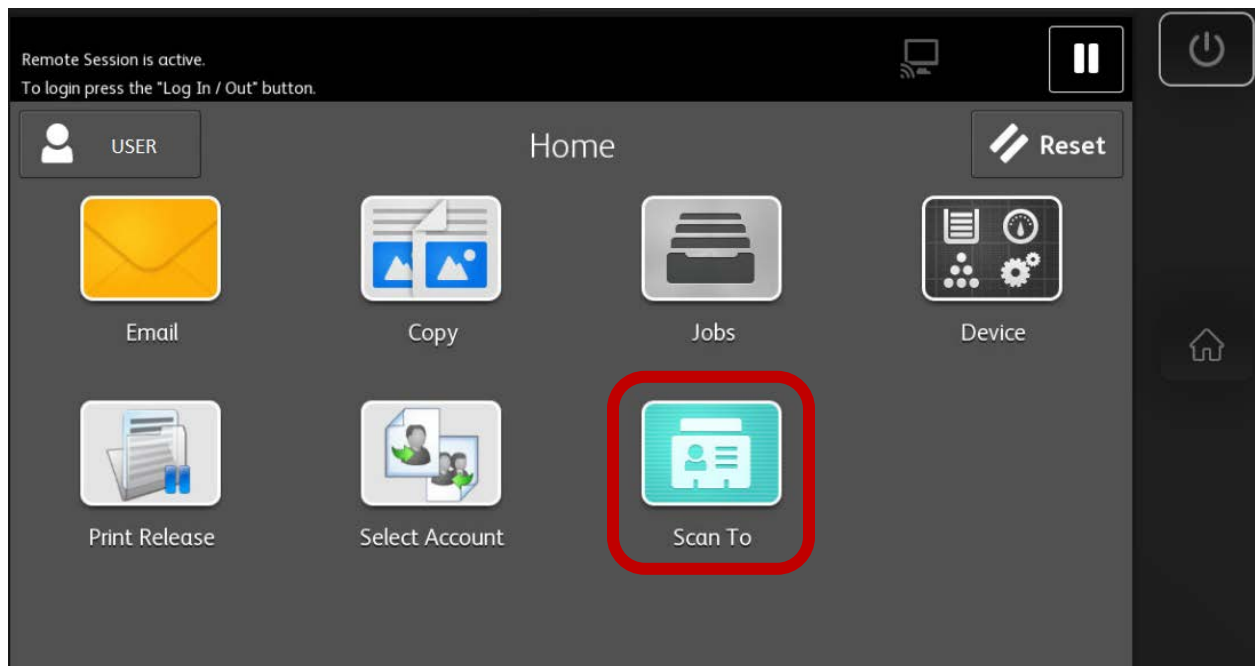 Remote Session is active.
To login press the "Log In / Out" button.
USER
Home
Reset
Email
Copy
Jobs
Device
Print Release
Select Account
Scan To